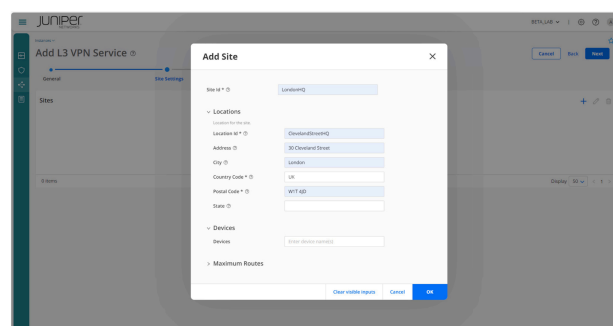 JUNIPER
NETWORKS
BETA_LAB
Add L3 VPN Service
Cancel Back Next
General
Site Settings
Sites
0 items
Display 50
Add Site
Site Id *
LondonHQ
Locations
Location for the site.
Location Id *
ClevelandStreetHQ
Address
30 Cleveland Street
City
London
Country Code *
UK
Postal Code *
W1T 4JD
State
Devices
Devices
Enter device name(s)
Maximum Routes
Clear visible inputs Cancel OK